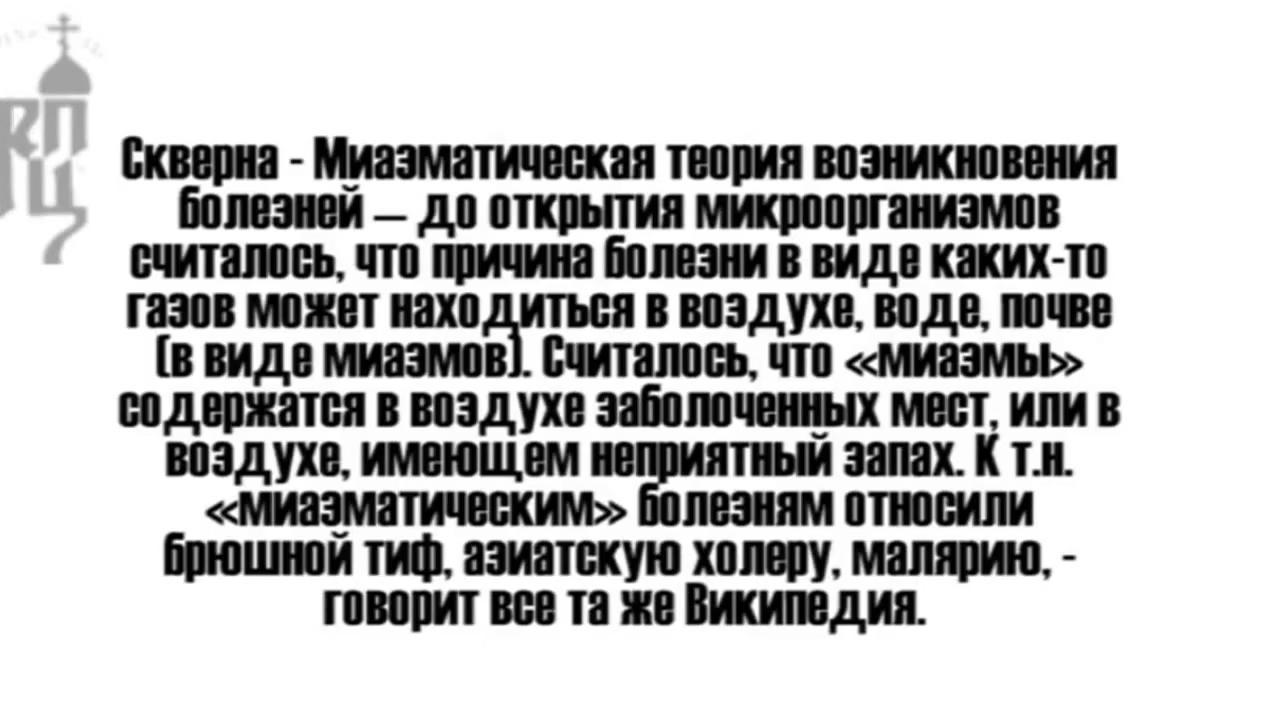 КПЦ
Скверна - Миазматическая теория возникновения
болезней — до открытия микроорганизмов
считалось, что причина болезни в виде каких-то
газов может находиться в воздухе, воде, почве
(в виде миазмов). Считалось, что «миазмы»
содержатся в воздухе заболоченных мест, или в
воздухе, имеющем неприятный запах. К т.н.
«миазматическим» болезням относили
брюшной тиф, азиатскую холеру, малярию, -
говорит все та же Википедия.